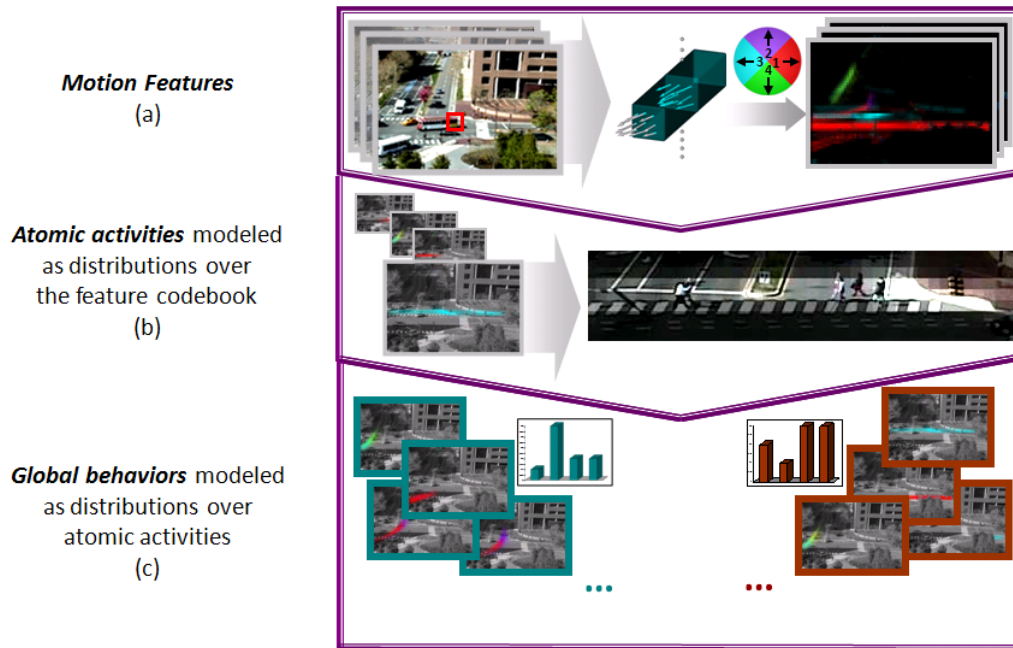 Motion Features
(a)
2
3 1
4
Atomic activities modeled
as distributions over
the feature codebook
(b)
Global behaviors modeled
as distributions over
atomic activities
(c)